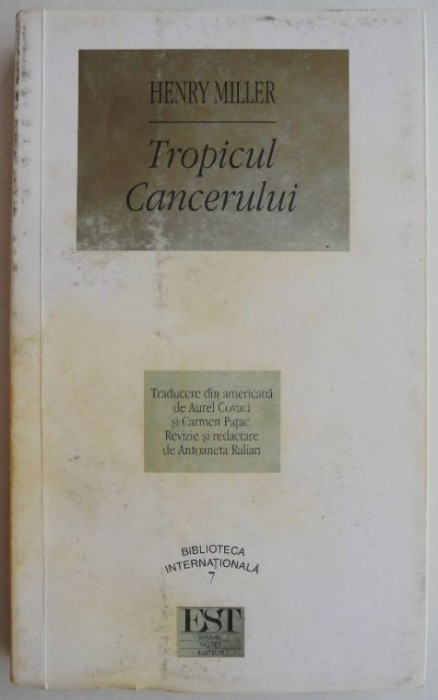 HENRY MILLER
Tropicul
Cancerului
Traducere din americană
de Aurel Covaci
și Carmen Pațac.
Revizie și redactare
de Antoaneta Ralian
BIBLIOTECA
INTERNAȚIONALĂ
7
EST